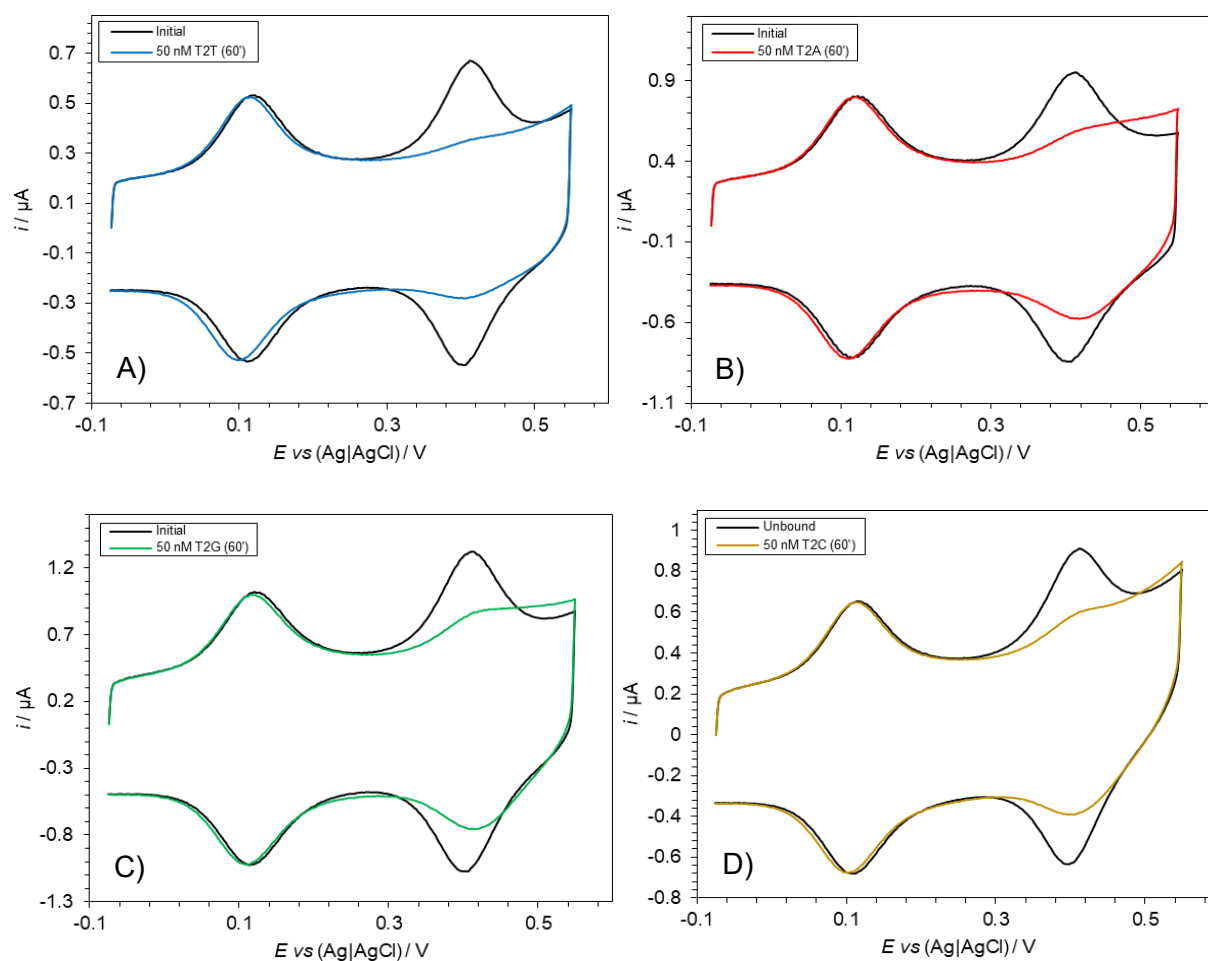 Initial
50 nM T2T (60')
0.7
0.5
0.3
0.1
-0.1
-0.3
-0.5
-0.7
i / µA
A)
-0.1 0.1 0.3 0.5
E vs (Ag|AgCl) / V
Initial
50 nM T2A (60')
0.9
0.4
-0.1
-0.6
-1.1
i / µA
B)
-0.1 0.1 0.3 0.5
E vs (Ag|AgCl) / V
Initial
50 nM T2G (60')
1.2
0.7
0.2
-0.3
-0.8
-1.3
i / µA
C)
-0.1 0.1 0.3 0.5
E vs (Ag|AgCl) / V
Unbound
50 nM T2C (60')
1
0.8
0.6
0.4
0.2
0
-0.2
-0.4
-0.6
-0.8
i / µA
D)
-0.1 0.1 0.3 0.5
E vs (Ag|AgCl) / V